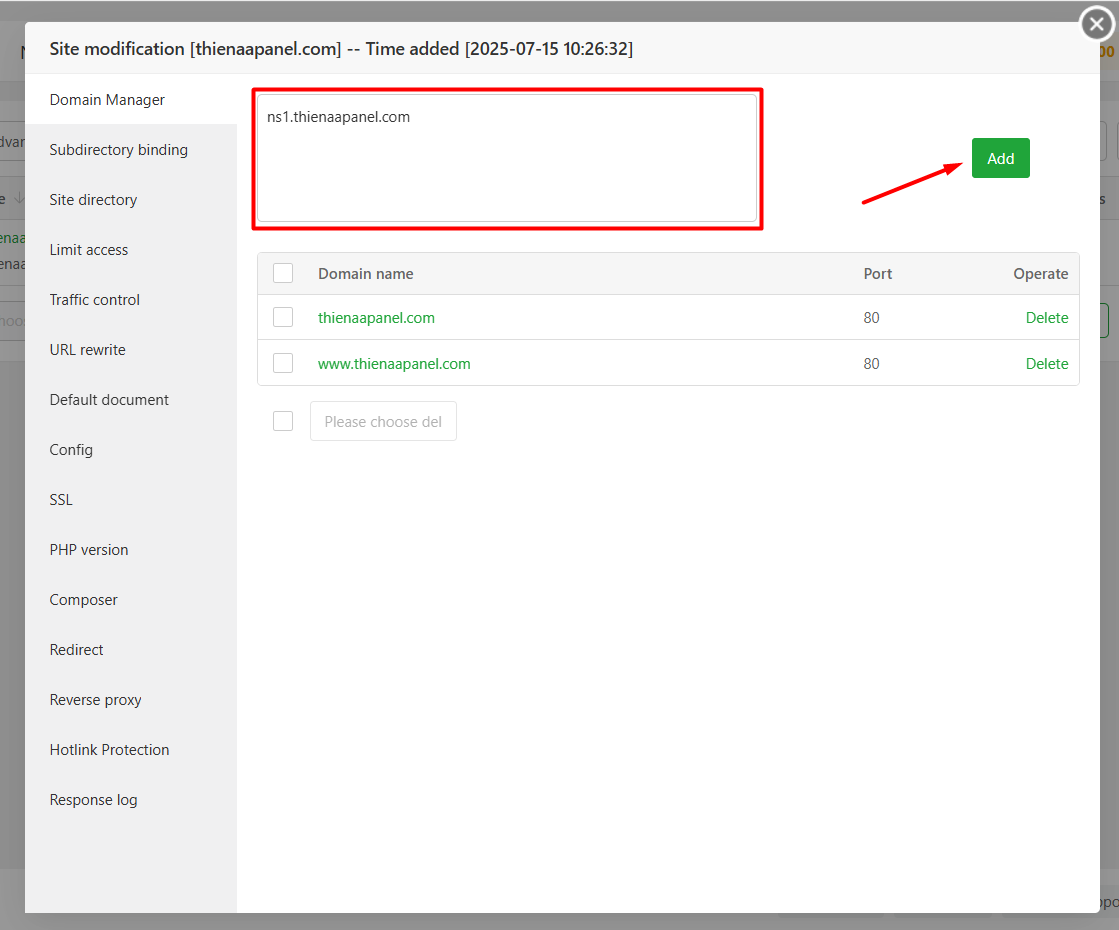 Site modification [thienaapanel.com] -- Time added [2025-07-15 10:26:32]
Domain Manager
Subdirectory binding
Site directory
Limit access
Traffic control
URL rewrite
Default document
Config
SSL
PHP version
Composer
Redirect
Reverse proxy
Hotlink Protection
Response log
ns1.thienaapanel.com
Add
Domain name Port Operate
thienaapanel.com 80 Delete
www.thienaapanel.com 80 Delete
Please choose del